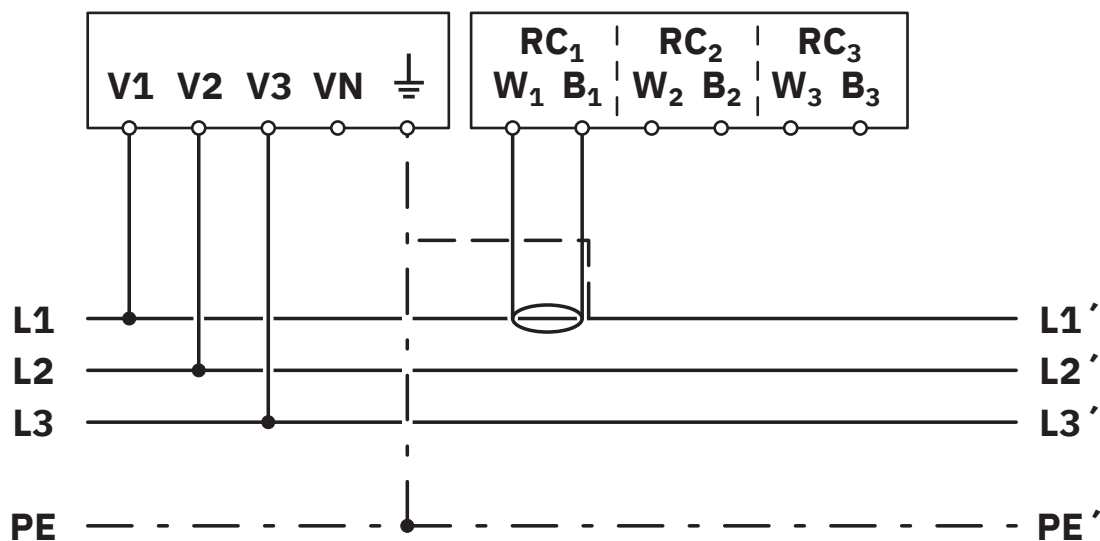 RC₁ RC₂ RC₃
V1 V2 V3 VN W₁ B₁ W₂ B₂ W₃ B₃
L1 L1′
L2 L2′
L3 L3′
PE PE′